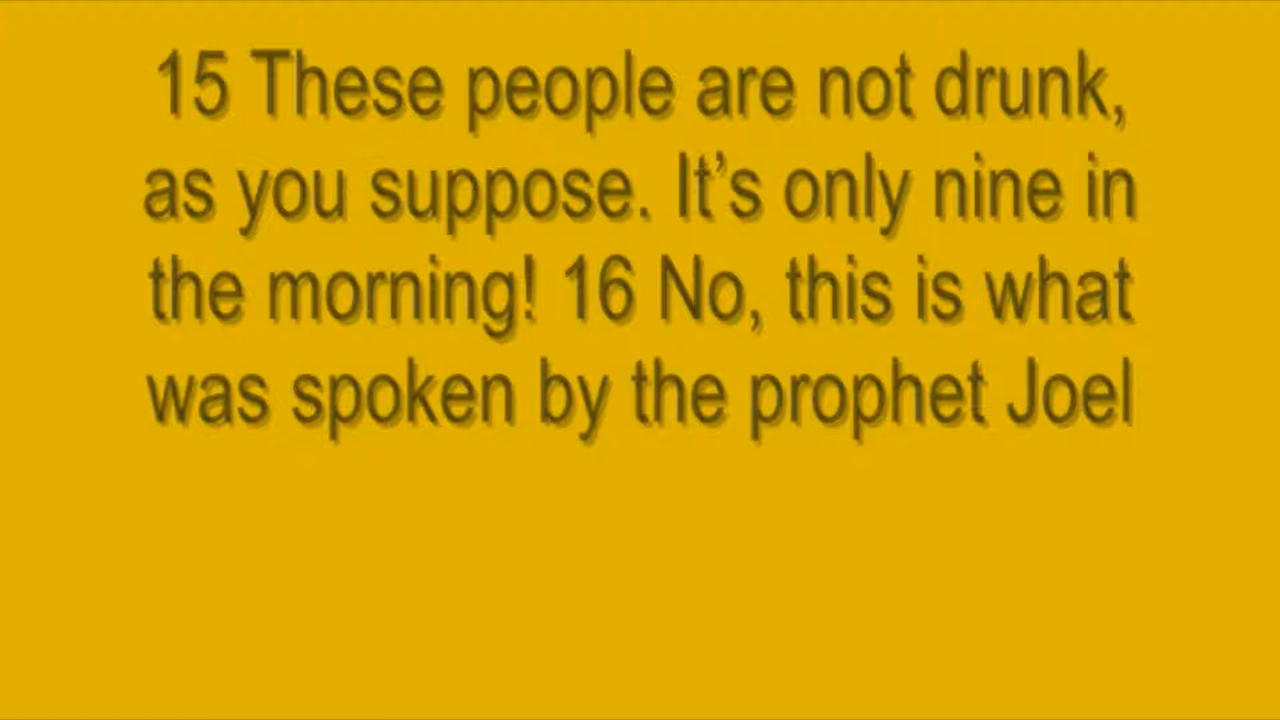 15 These people are not drunk,
as you suppose. It’s only nine in
the morning! 16 No, this is what
was spoken by the prophet Joel